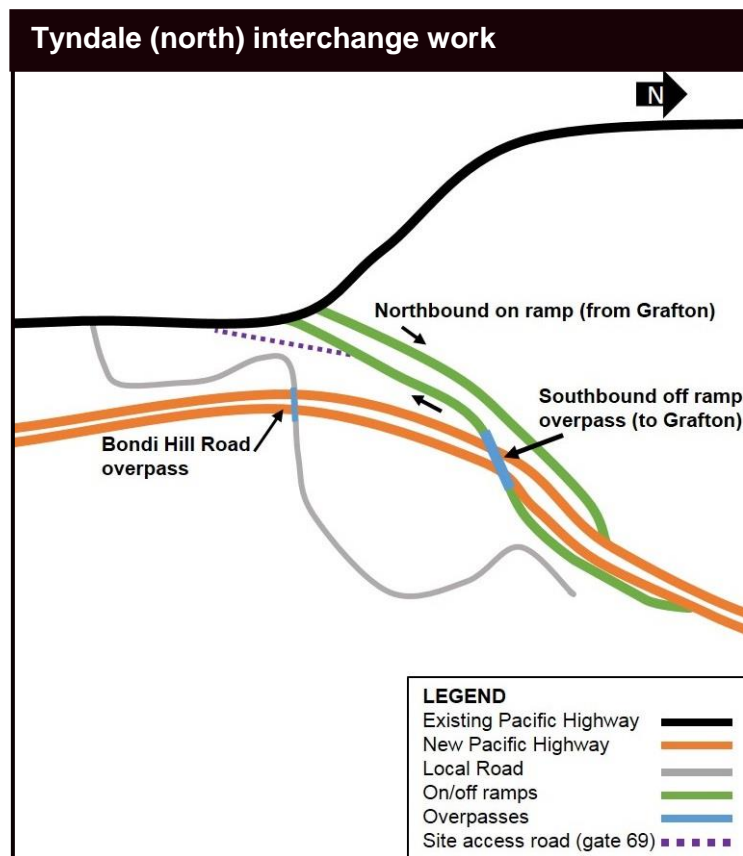 Tyndale (north) interchange work
N
Northbound on ramp (from Grafton)
Southbound off ramp
overpass (to Grafton)
Bondi Hill Road
overpass
LEGEND
Existing Pacific Highway
New Pacific Highway
Local Road
On/off ramps
Overpasses
Site access road (gate 69)